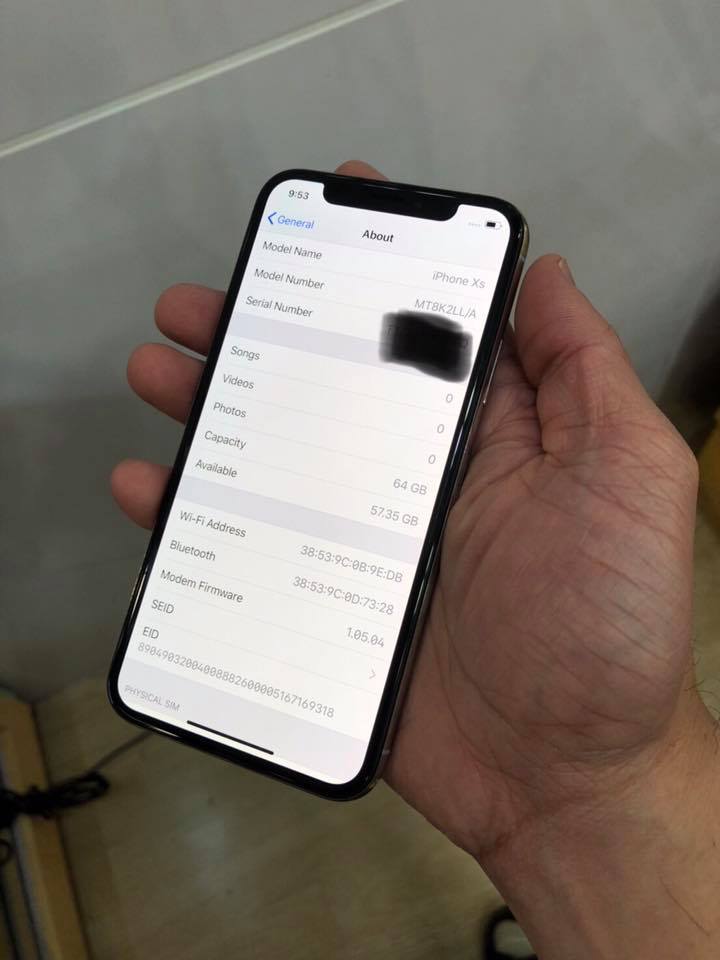 9:53
General
About
Model Name iPhone Xs
Model Number MT8K2LL/A
Serial Number
Songs 0
Videos 0
Photos 0
Capacity 64 GB
Available 57.35 GB
Wi-Fi Address 38:53:9C:0B:9E:DB
Bluetooth 38:53:9C:0D:73:28
Modem Firmware 1.05.04
SEID
EID
89049032004008882600005167169318
PHYSICAL SIM